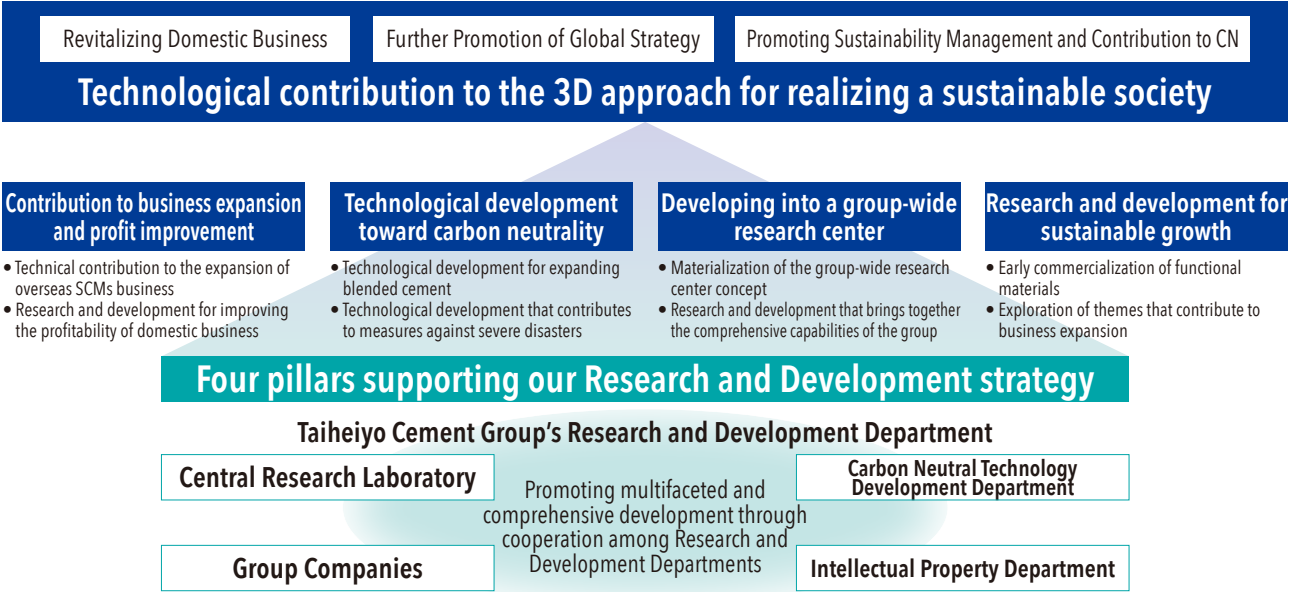 Revitalizing Domestic Business
Further Promotion of Global Strategy
Promoting Sustainability Management and Contribution to CN
Technological contribution to the 3D approach for realizing a sustainable society
Contribution to business expansion
and profit improvement
• Technical contribution to the expansion of
overseas SCMs business
• Research and development for improving
the profitability of domestic business
Technological development
toward carbon neutrality
• Technological development for expanding
blended cement
• Technological development that contributes
to measures against severe disasters
Developing into a group-wide
research center
• Materialization of the group-wide research
center concept
• Research and development that brings together
the comprehensive capabilities of the group
Research and development for
sustainable growth
• Early commercialization of functional
materials
• Exploration of themes that contribute to
business expansion
Four pillars supporting our Research and Development strategy
Taiheiyo Cement Group’s Research and Development Department
Central Research Laboratory
Carbon Neutral Technology
Development Department
Promoting multifaceted and
comprehensive development through
cooperation among Research and
Development Departments
Group Companies
Intellectual Property Department